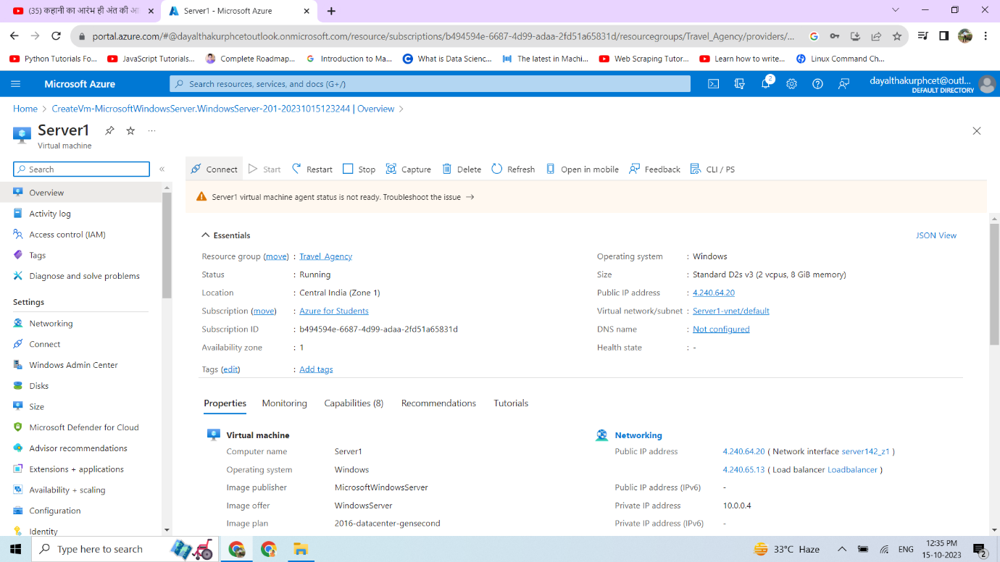 (35) कहानी का आरंभ ही अंत की आ
Server1 - Microsoft Azure
portal.azure.com/#@dayalthakurphcetoutlook.onmicrosoft.com/resource/subscriptions/b494594e-6687-4d99-adaa-2fd51a65831d/resourcegroups/Travel_Agency/providers/...
Python Tutorials Fo... JavaScript Tutorials... Complete Roadmap... Introduction to Ma... What is Data Scienc... The latest in Machi... Web Scraping Tutor... Learn how to write... Linux Command Ch...
Microsoft Azure
Search resources, services, and docs (G+/)
2
dayalthakurphcet@outl...
DEFAULT DIRECTORY
Home > CreateVm-MicrosoftWindowsServer.WindowsServer-201-20231015123244 | Overview >
Server1
Virtual machine
Search
Connect Start Restart Stop Capture Delete Refresh Open in mobile Feedback CLI / PS
Server1 virtual machine agent status is not ready. Troubleshoot the issue →
Overview
Activity log
Access control (IAM)
Tags
Diagnose and solve problems
Settings
Networking
Connect
Windows Admin Center
Disks
Size
Microsoft Defender for Cloud
Advisor recommendations
Extensions + applications
Availability + scaling
Configuration
Identity
Essentials
JSON View
Resource group (move) : Travel_Agency
Status : Running
Location : Central India (Zone 1)
Subscription (move) : Azure for Students
Subscription ID : b494594e-6687-4d99-adaa-2fd51a65831d
Availability zone : 1
Tags (edit) : Add tags
Operating system : Windows
Size : Standard D2s v3 (2 vcpus, 8 GiB memory)
Public IP address : 4.240.64.20
Virtual network/subnet : Server1-vnet/default
DNS name : Not configured
Health state : -
Properties Monitoring Capabilities (8) Recommendations Tutorials
Virtual machine
Computer name Server1
Operating system Windows
Image publisher MicrosoftWindowsServer
Image offer WindowsServer
Image plan 2016-datacenter-gensecond
Networking
Public IP address 4.240.64.20 ( Network interface server142_z1 )
4.240.65.13 ( Load balancer Loadbalancer )
Public IP address (IPv6) -
Private IP address 10.0.0.4
Private IP address (IPv6) -
Type here to search
33°C Haze
ENG
12:35 PM
15-10-2023
2